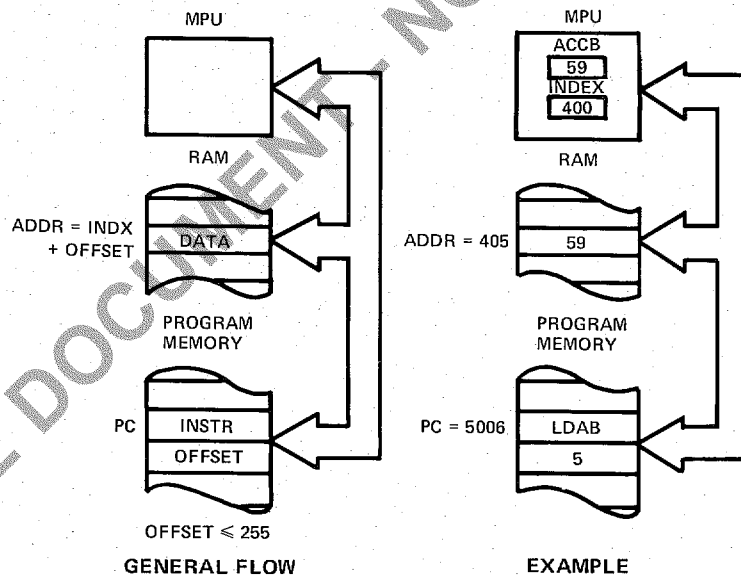 MPU
RAM
ADDR = INDX
+ OFFSET
DATA
PROGRAM
MEMORY
PC
INSTR
OFFSET
OFFSET ⩽ 255
GENERAL FLOW
MPU
ACCB
59
INDEX
400
RAM
ADDR = 405
59
PROGRAM
MEMORY
PC = 5006
LDAB
5
EXAMPLE
DOCUMENT -